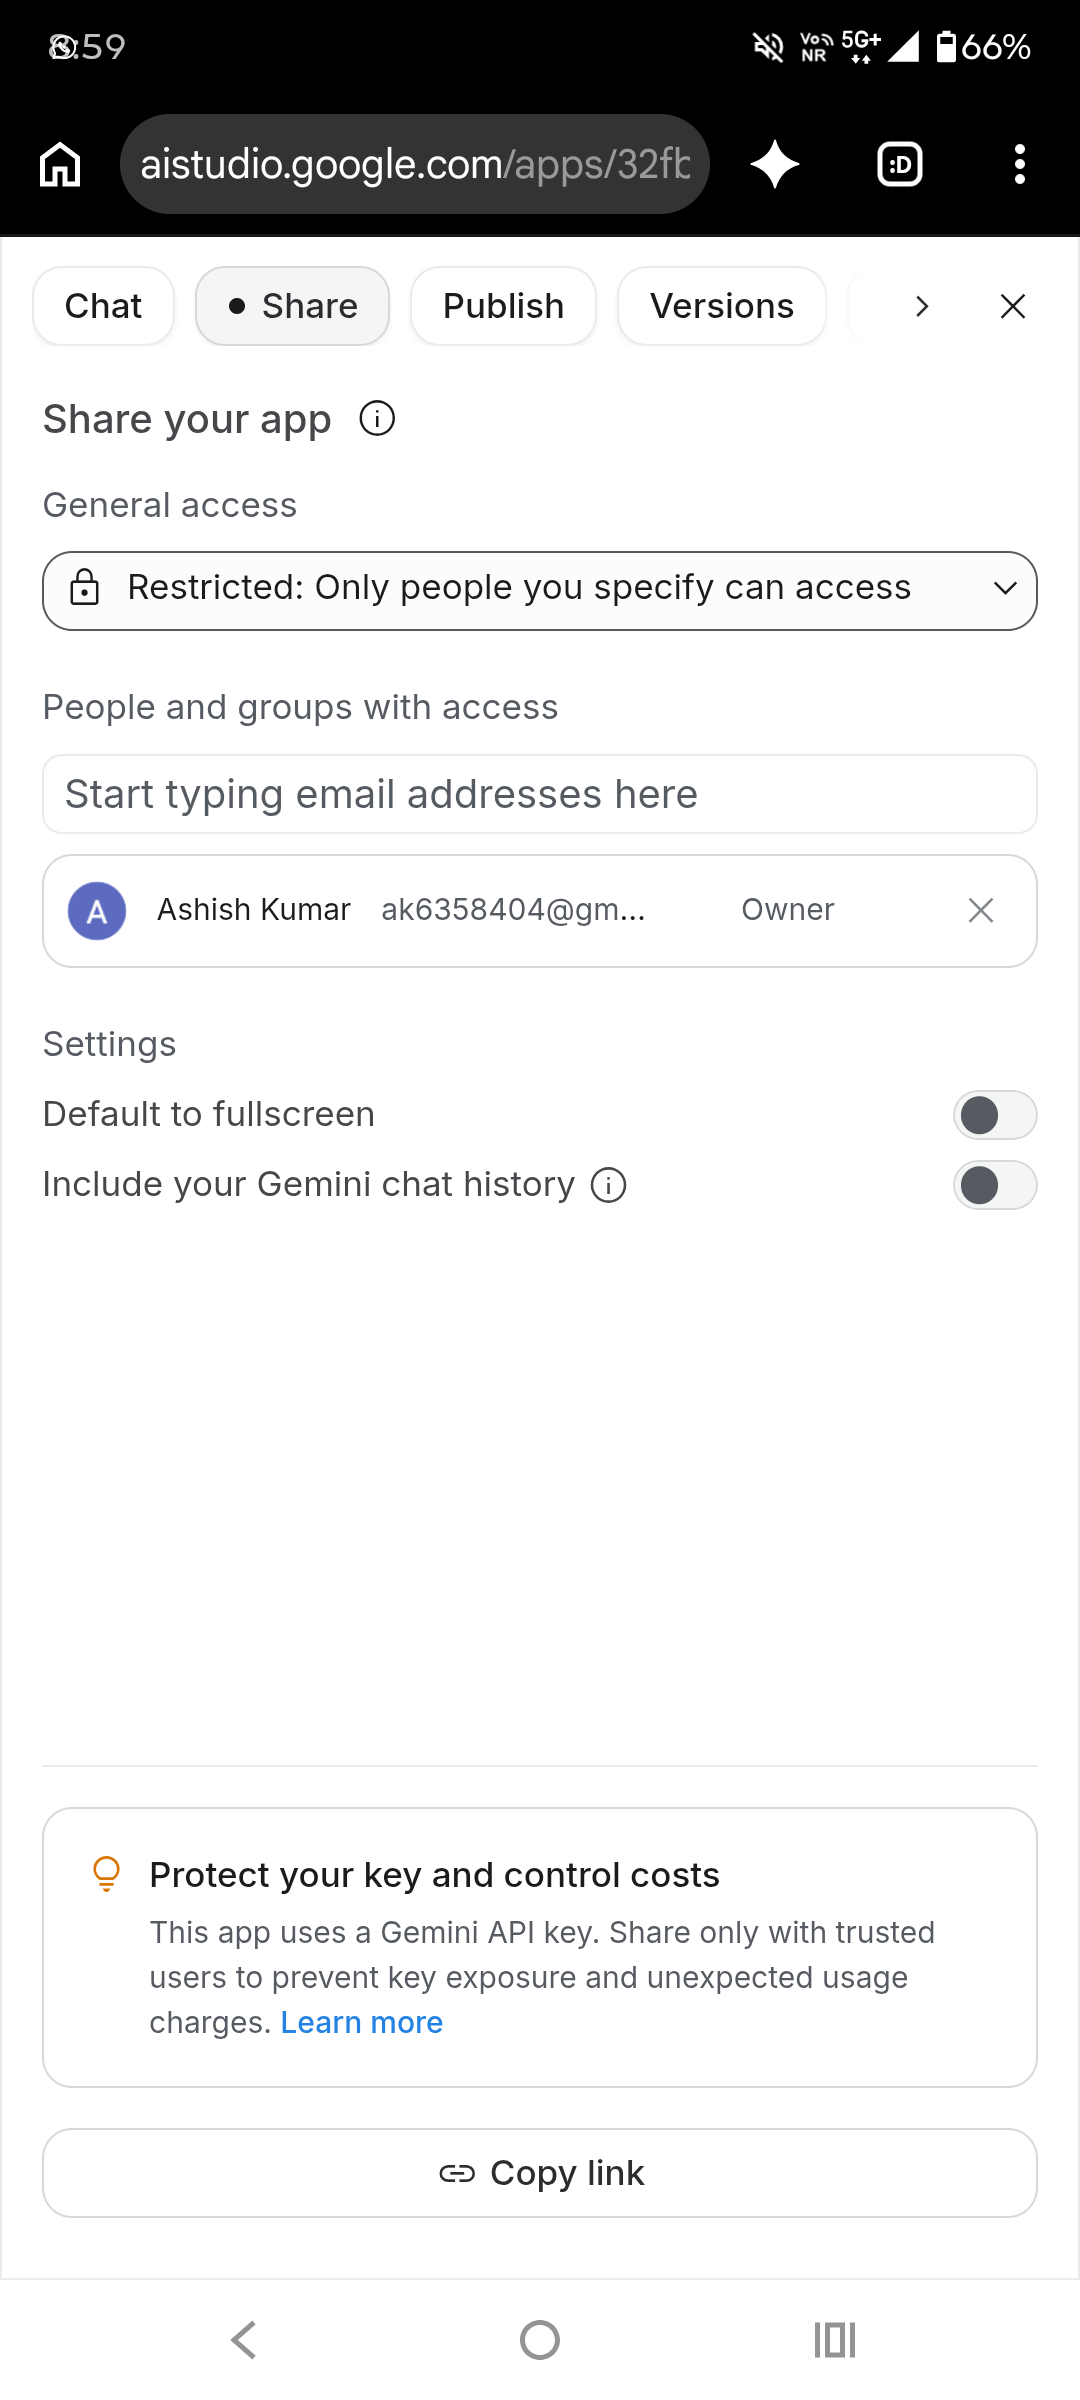 :59 VoNR 5G+ 66%
aistudio.google.com/apps/32fb :D
Chat Share Publish Versions
Share your app
General access
Restricted: Only people you specify can access
People and groups with access
Start typing email addresses here
A Ashish Kumar ak6358404@gm... Owner
Settings
Default to fullscreen
Include your Gemini chat history
Protect your key and control costs
This app uses a Gemini API key. Share only with trusted
users to prevent key exposure and unexpected usage
charges. Learn more
Copy link